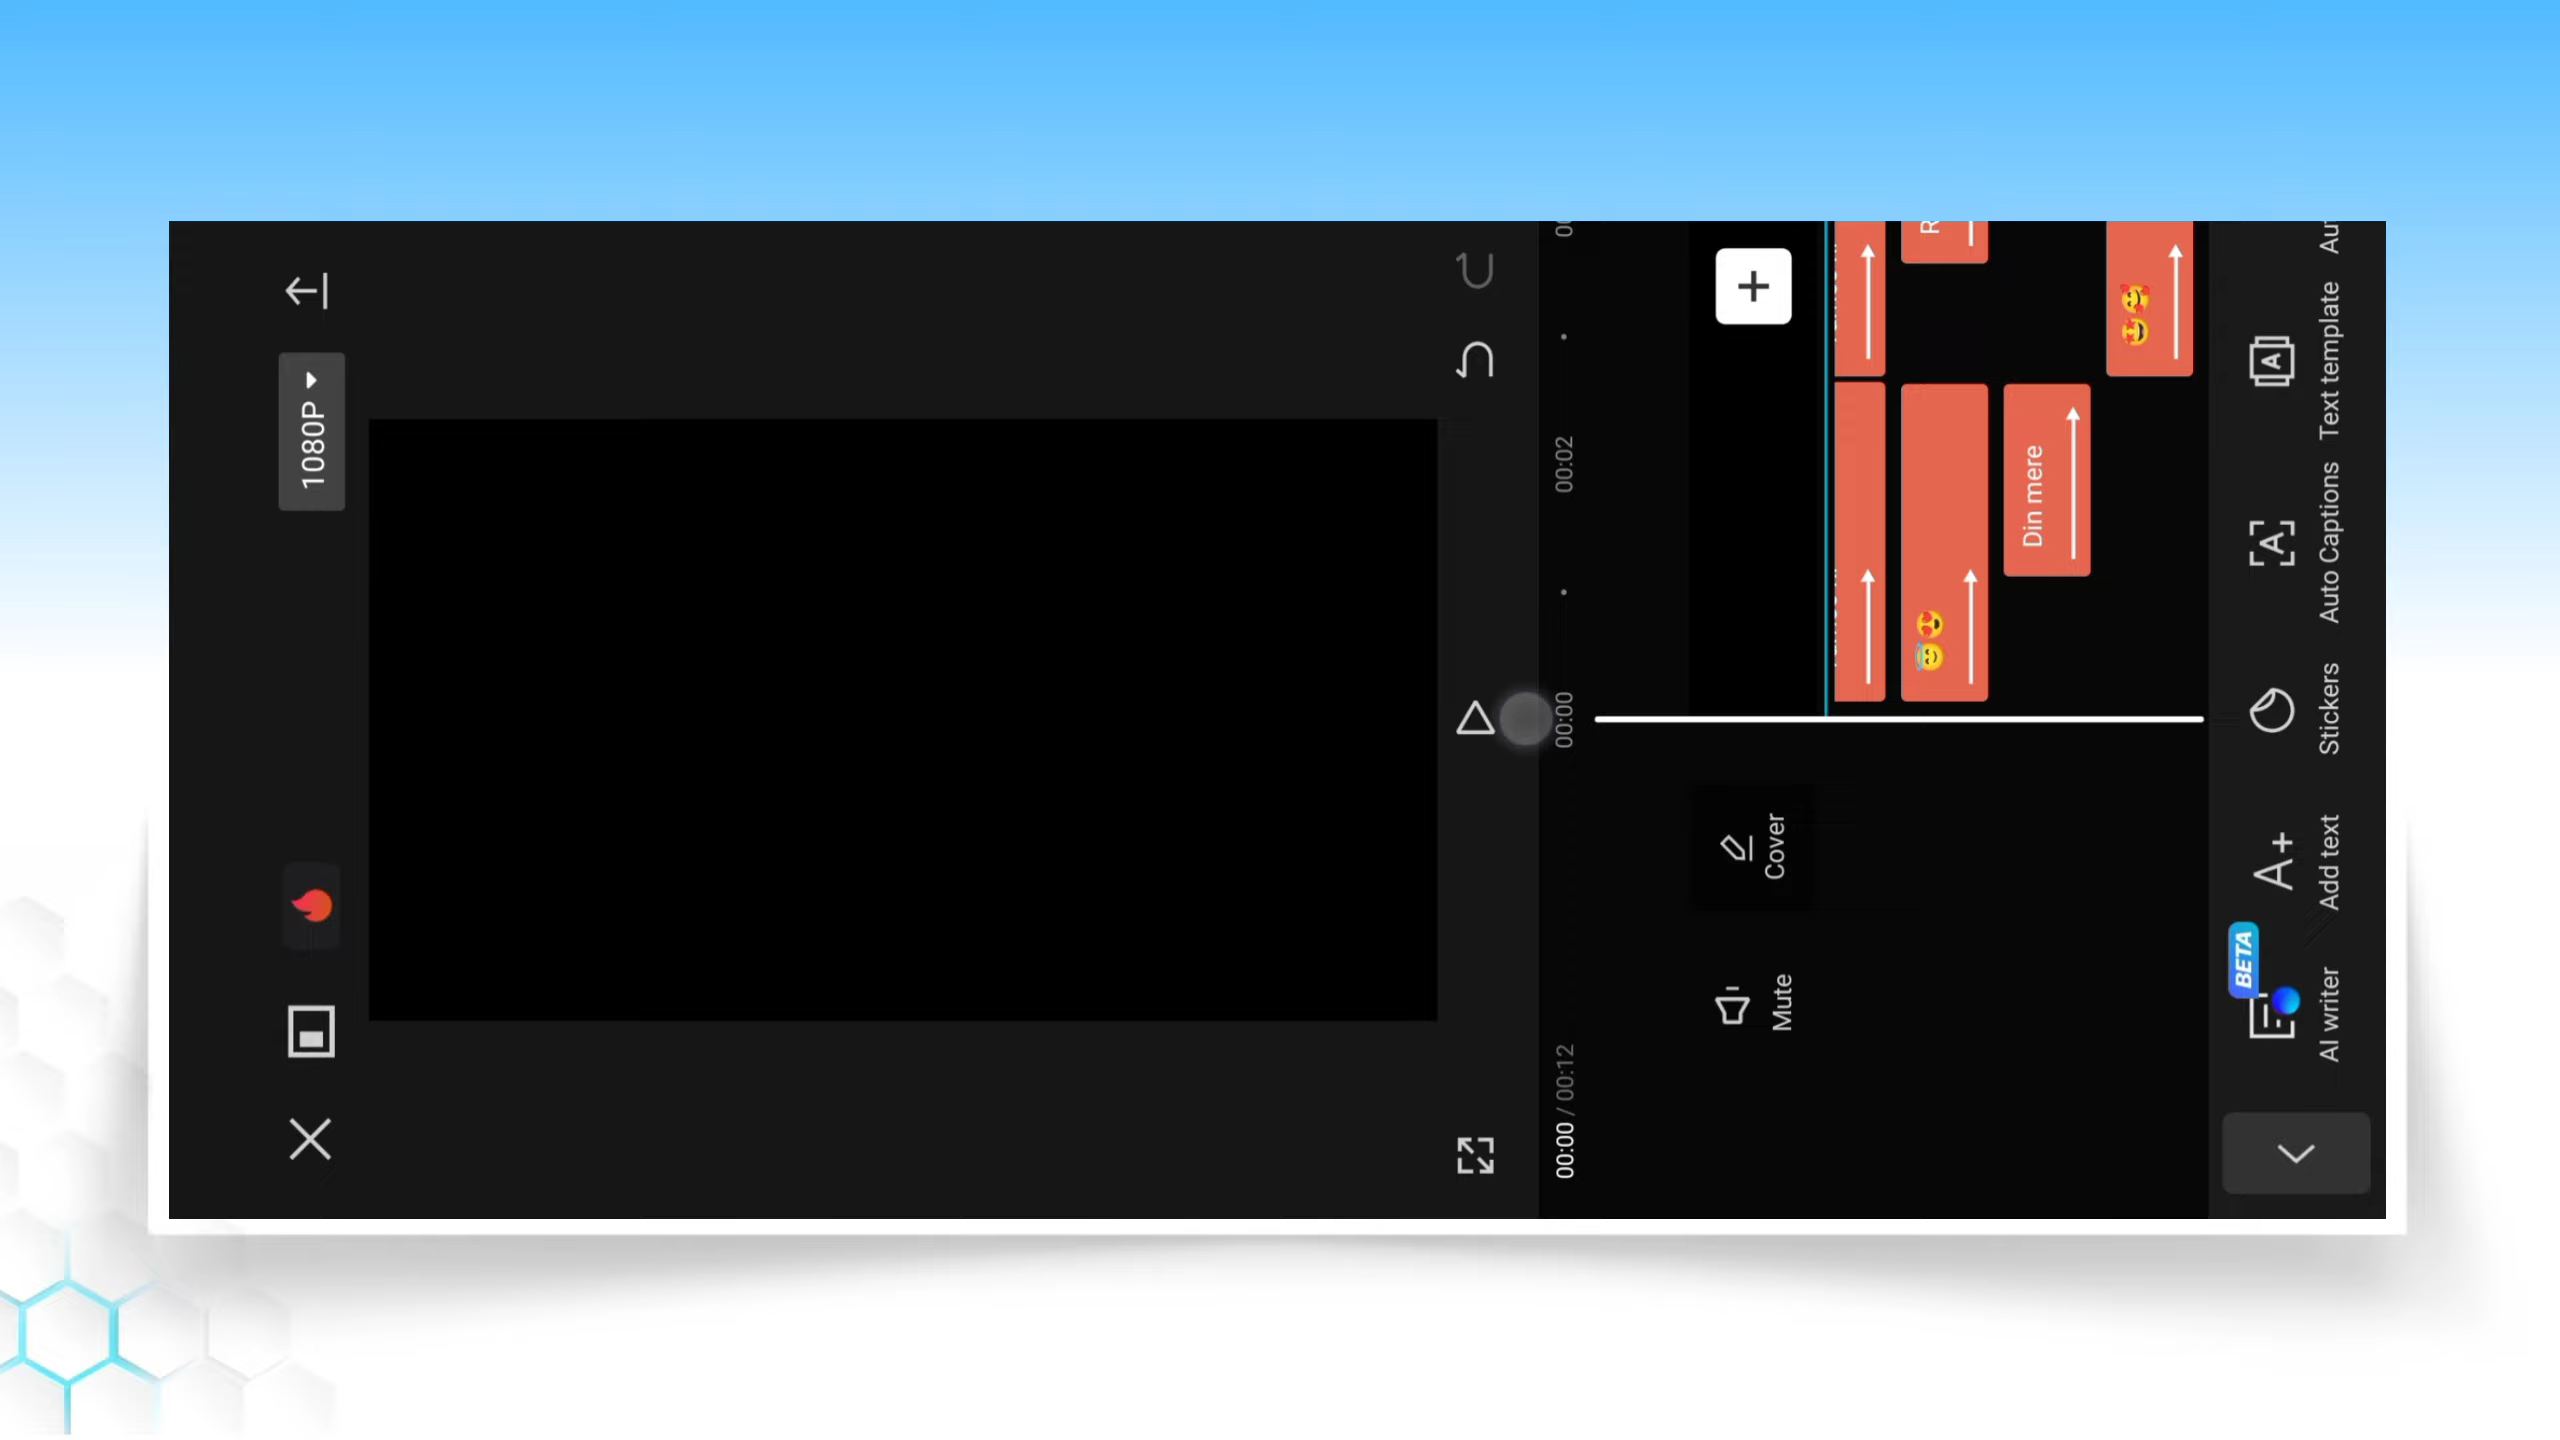 1080P
00:00 / 00:12
00:00
00:02
Mute
Cover
😇😍
Din mere
R
🤩🥰
BETA
AI writer
Add text
Stickers
Auto Captions
Text template